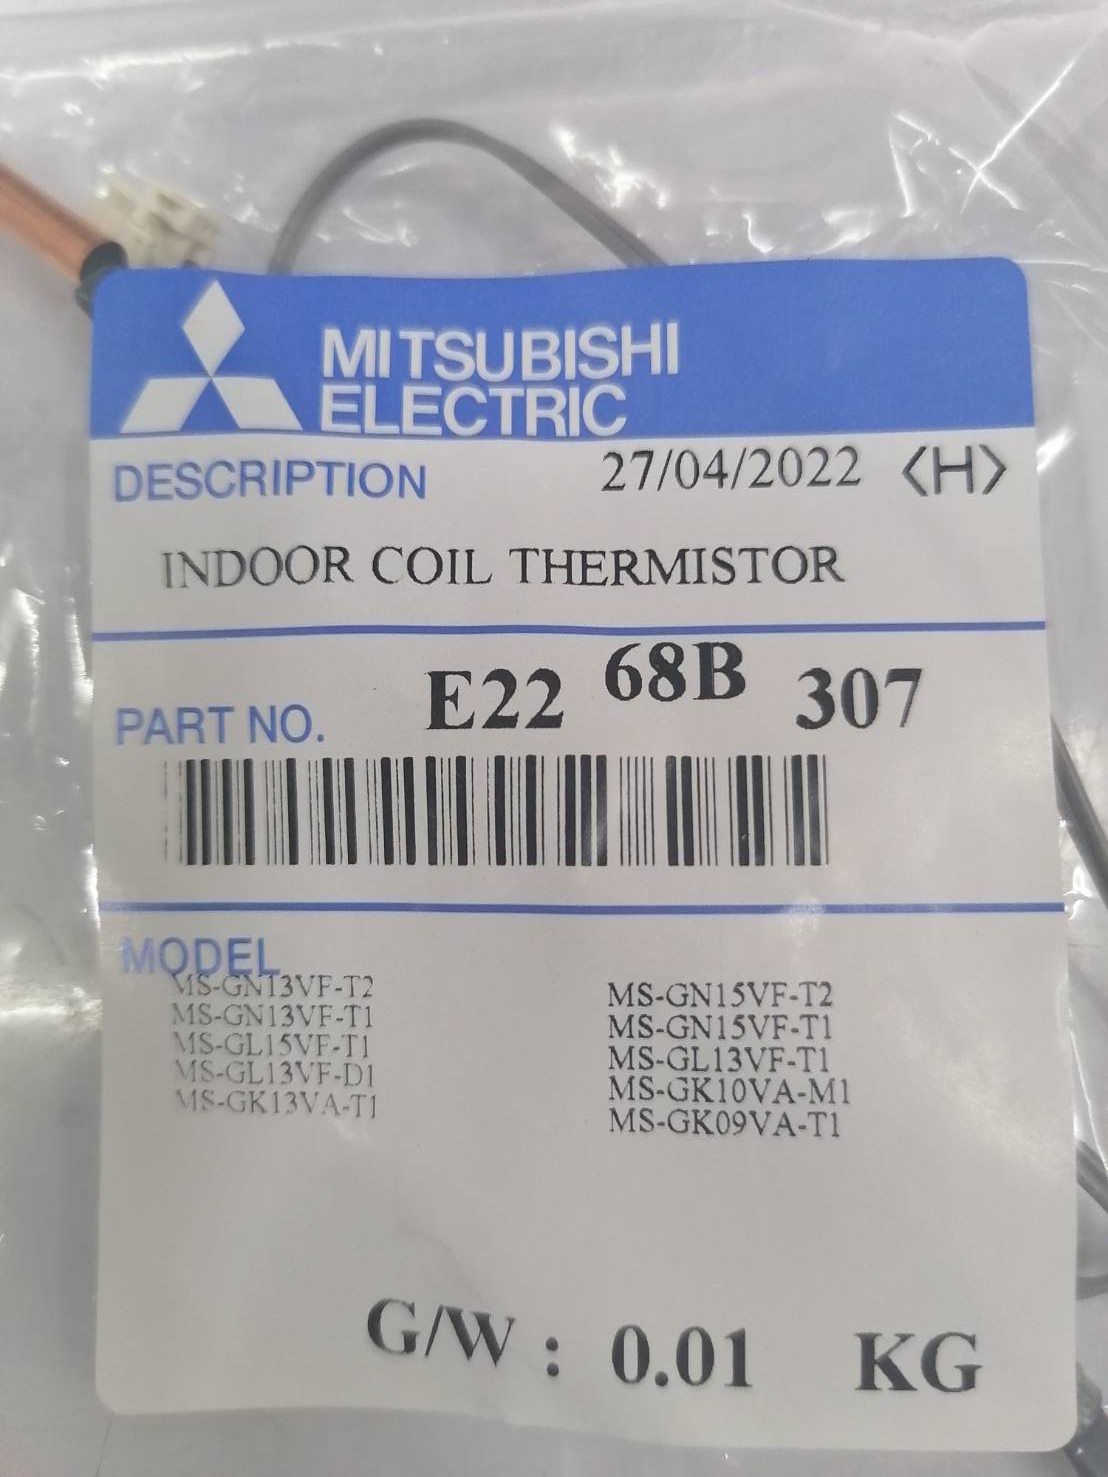 MITSUBISHI
ELECTRIC
DESCRIPTION 27/04/2022 <H>
INDOOR COIL THERMISTOR
PART NO. E22 68B 307
MODEL
MS-GN13VF-T2 MS-GN15VF-T2
MS-GN13VF-T1 MS-GN15VF-T1
MS-GL15VF-T1 MS-GL13VF-T1
MS-GL13VF-D1 MS-GK10VA-M1
MS-GK13VA-T1 MS-GK09VA-T1
G/W : 0.01 KG